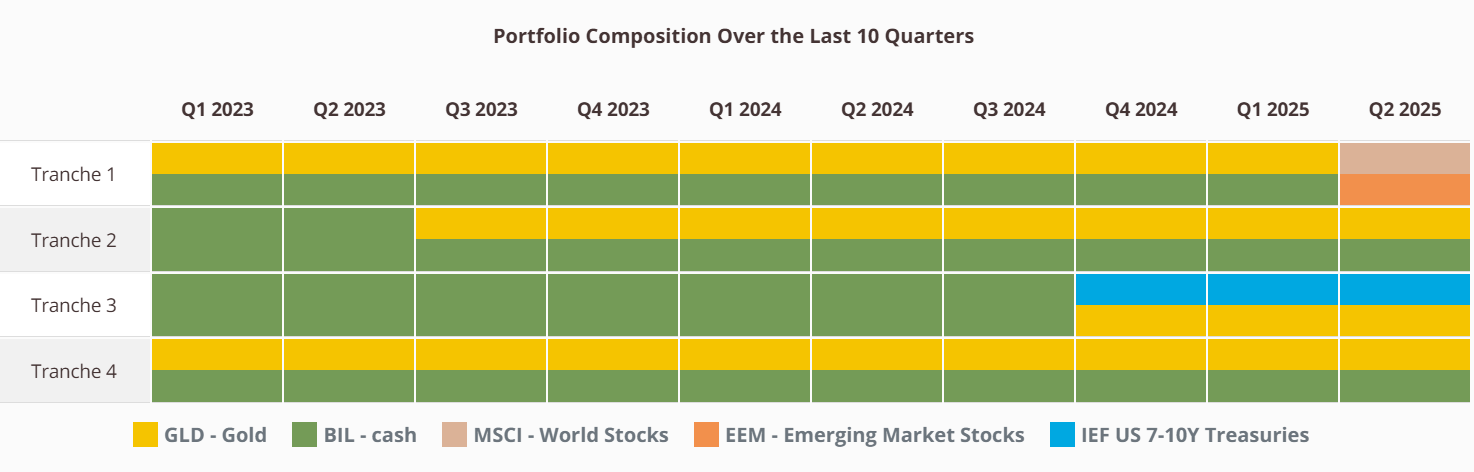 Portfolio Composition Over the Last 10 Quarters
Q1 2023 Q2 2023 Q3 2023 Q4 2023 Q1 2024 Q2 2024 Q3 2024 Q4 2024 Q1 2025 Q2 2025
Tranche 1
Tranche 2
Tranche 3
Tranche 4
GLD - Gold BIL - cash MSCI - World Stocks EEM - Emerging Market Stocks IEF US 7-10Y Treasuries